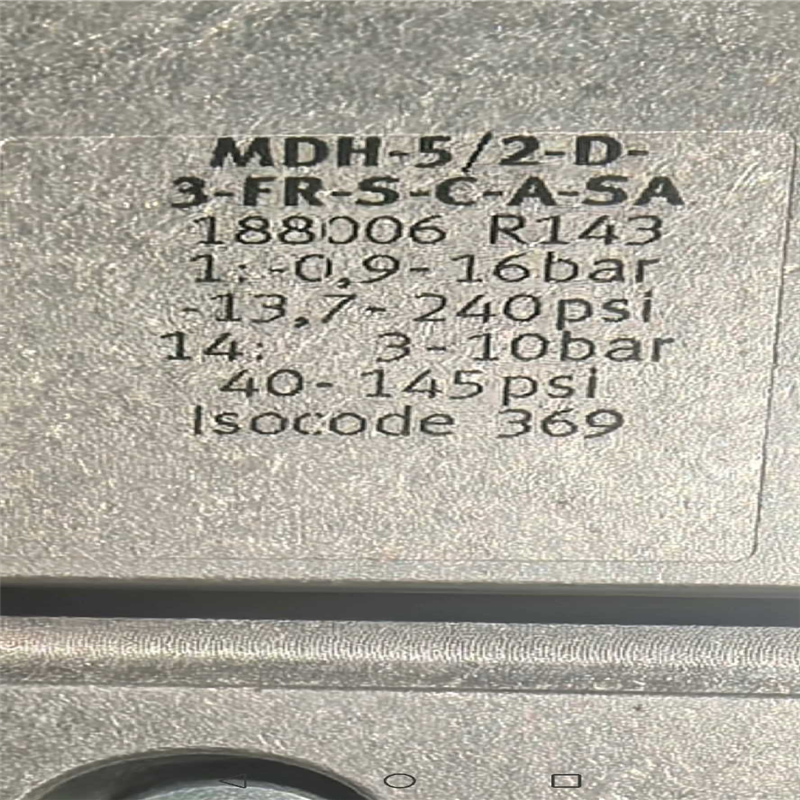 MDH-5/2-D-
3-FR-S-C-A-SA
188006 R143
1: -0,9- 16bar
-13,7- 240psi
14: 3-10bar
40- 145psi
Isocode 369